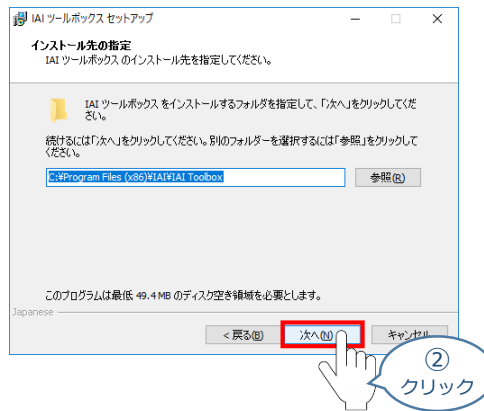 IAI ツールボックス セットアップ
インストール先の指定
IAI ツールボックス のインストール先を指定してください。
IAI ツールボックス をインストールするフォルダを指定して、「次へ」をクリックしてくだ
さい。
続けるには「次へ」をクリックしてください。別のフォルダーを選択するには「参照」をクリックして
ください。
C:¥Program Files (x86)¥IAI¥IAI Toolbox
参照(R)
このプログラムは最低 49.4 MB のディスク空き領域を必要とします。
Japanese
< 戻る(B)
次へ(N)
キャンセル
②
クリック